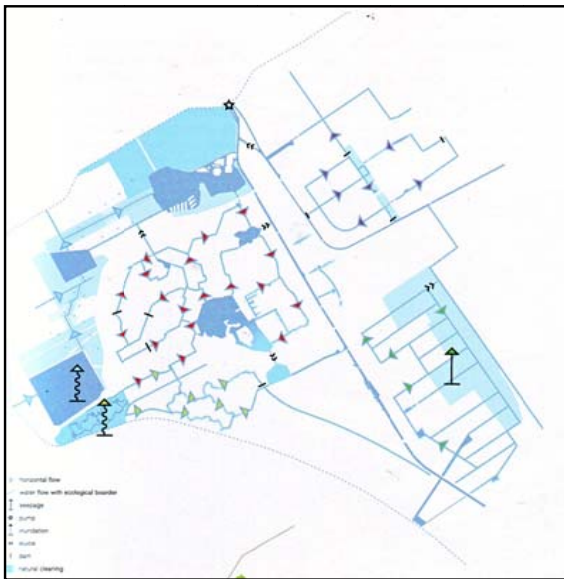 horizontal flow
water flow with ecological boarder
seepage
pump
inundation
sluice
dam
natural cleaning